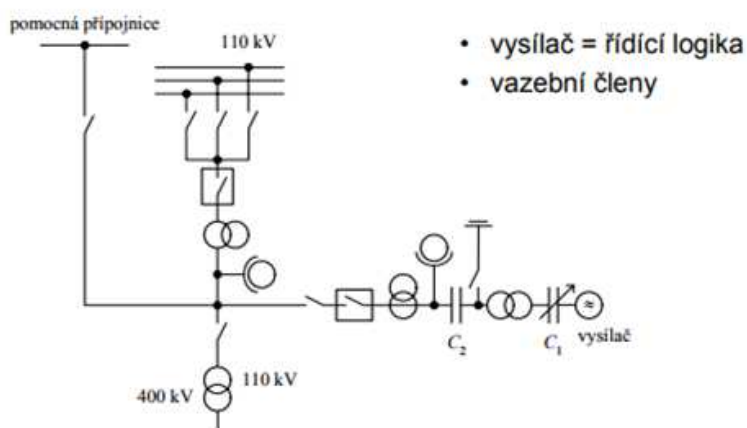 pomocná přípojnice
110 kV
• vysílač = řídící logika
• vazební členy
C₂
C₁
vysílač
≈
400 kV
110 kV